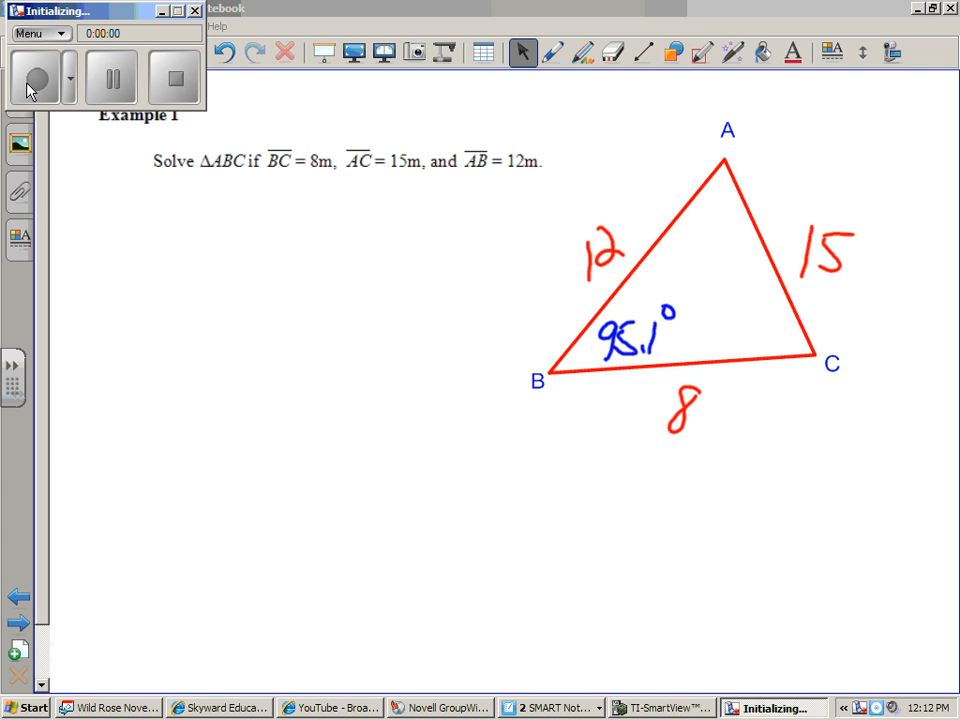 Initializing...
tebook
Menu
0:00:00
Help
Example 1
Solve ΔABC if BC = 8m, AC = 15m, and AB = 12m.
A
12
15
95.1°
B
C
8
Start
Wild Rose Nove...
Skyward Educa...
YouTube - Broa...
Novell GroupWi...
2 SMART Not...
TI-SmartView™...
Initializing...
«
12:12 PM